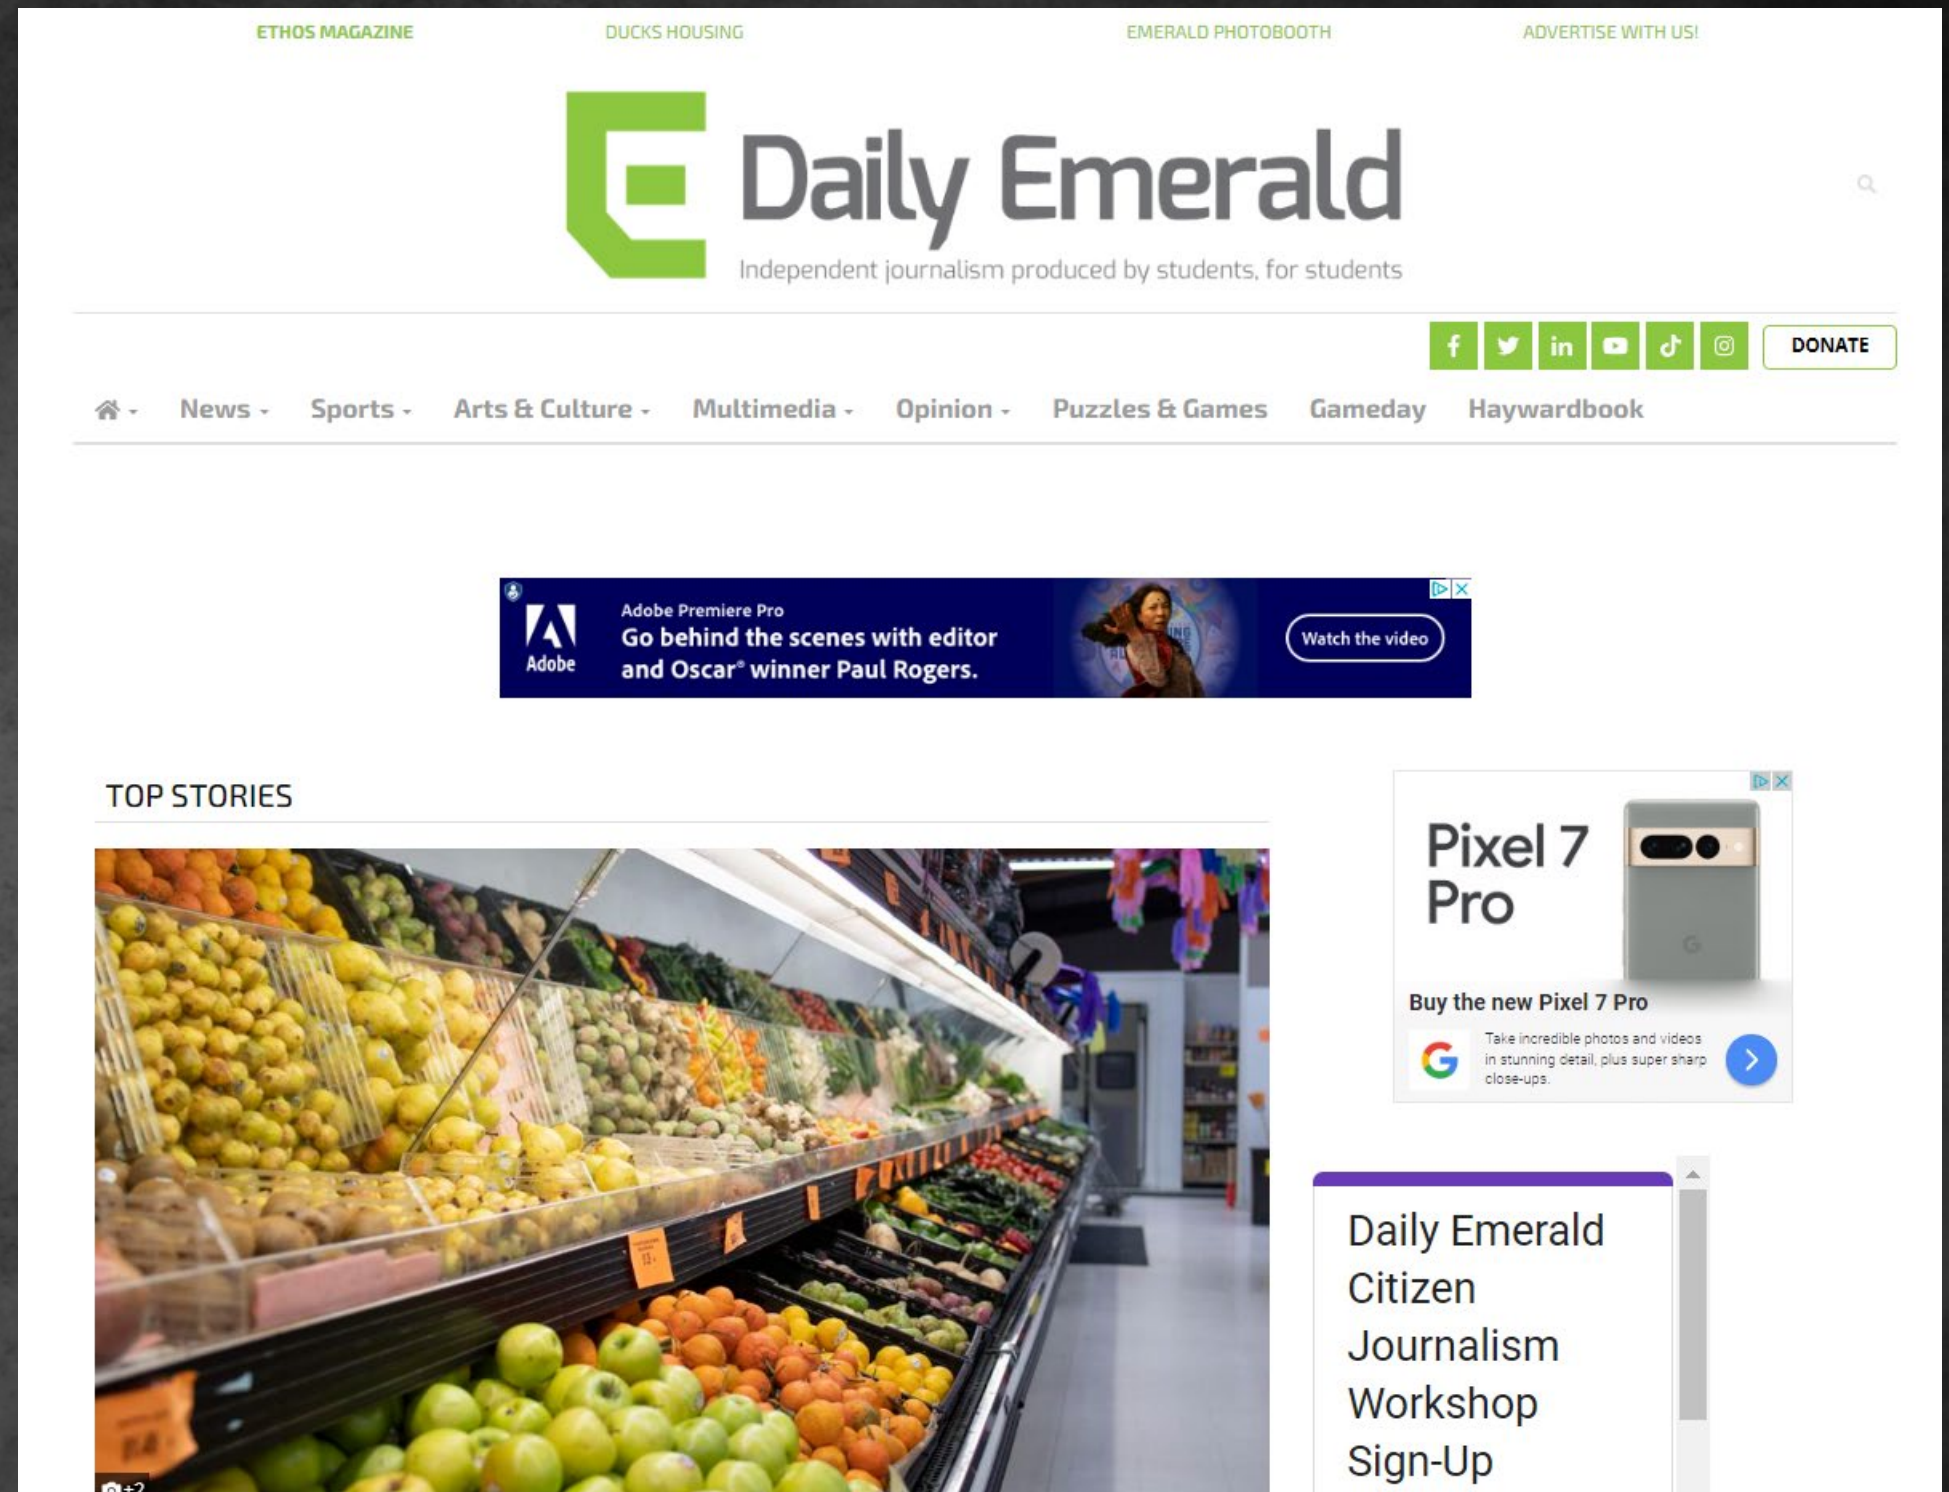 ETHOS MAGAZINE
DUCKS HOUSING
EMERALD PHOTOBOOTH
ADVERTISE WITH US!
Daily Emerald
Independent journalism produced by students, for students
DONATE
News
Sports
Arts & Culture
Multimedia
Opinion
Puzzles & Games
Gameday
Haywardbook
Adobe
Adobe Premiere Pro
Go behind the scenes with editor
and Oscar® winner Paul Rogers.
Watch the video
TOP STORIES
+2
Pixel 7
Pro
Buy the new Pixel 7 Pro
Take incredible photos and videos
in stunning detail, plus super sharp
close-ups.
Daily Emerald
Citizen
Journalism
Workshop
Sign-Up